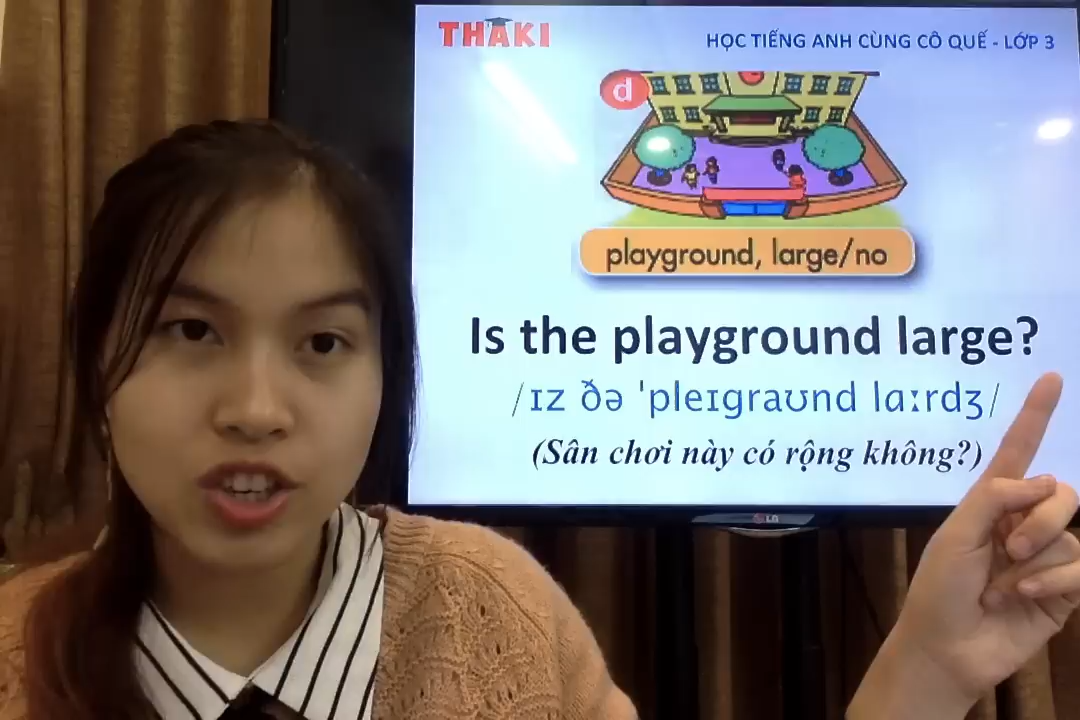 THAKI
HỌC TIẾNG ANH CÙNG CÔ QUẾ - LỚP 3
d
playground, large/no
Is the playground large?
/ɪz ðə ˈpleɪgraʊnd lɑːrdʒ/
(Sân chơi này có rộng không?)
LG